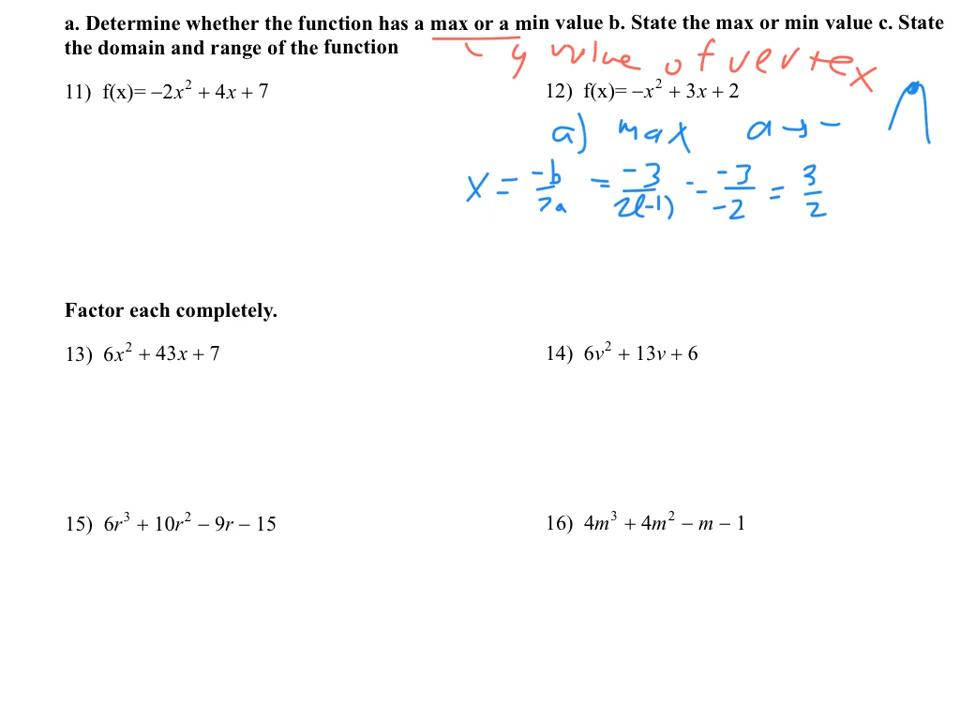 a. Determine whether the function has a max or a min value b. State the max or min value c. State
the domain and range of the function
y value of vertex
11) f(x)= −2x² + 4x + 7
12) f(x)= −x² + 3x + 2
a) max a → −
x = -b/2a = -3/2(-1) = -3/-2 = 3/2
Factor each completely.
13) 6x² + 43x + 7
14) 6v² + 13v + 6
15) 6r³ + 10r² − 9r − 15
16) 4m³ + 4m² − m − 1